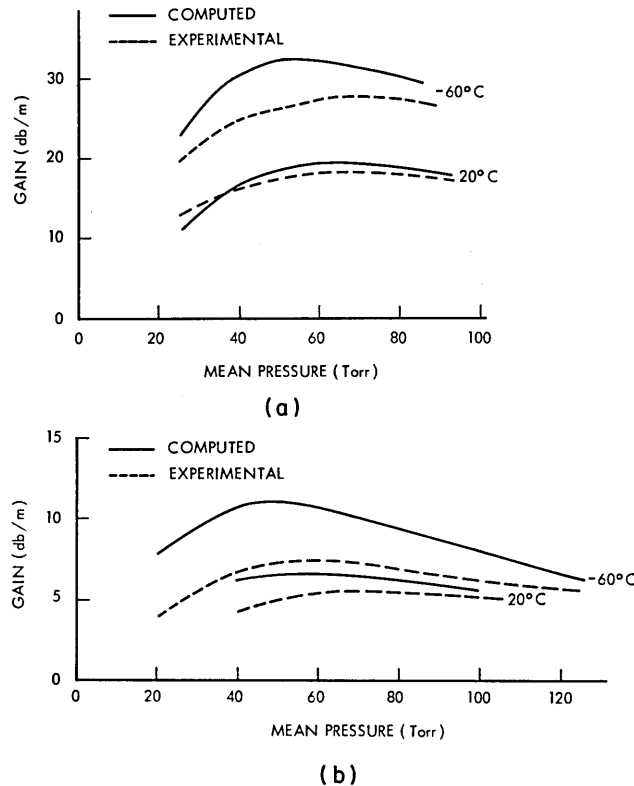 COMPUTED
EXPERIMENTAL
30
20
10
0
GAIN (db/m)
-60°C
20°C
0 20 40 60 80 100
MEAN PRESSURE (Torr)
(a)
COMPUTED
EXPERIMENTAL
15
10
5
0
GAIN (db/m)
-60°C
20°C
0 20 40 60 80 100 120
MEAN PRESSURE (Torr)
(b)